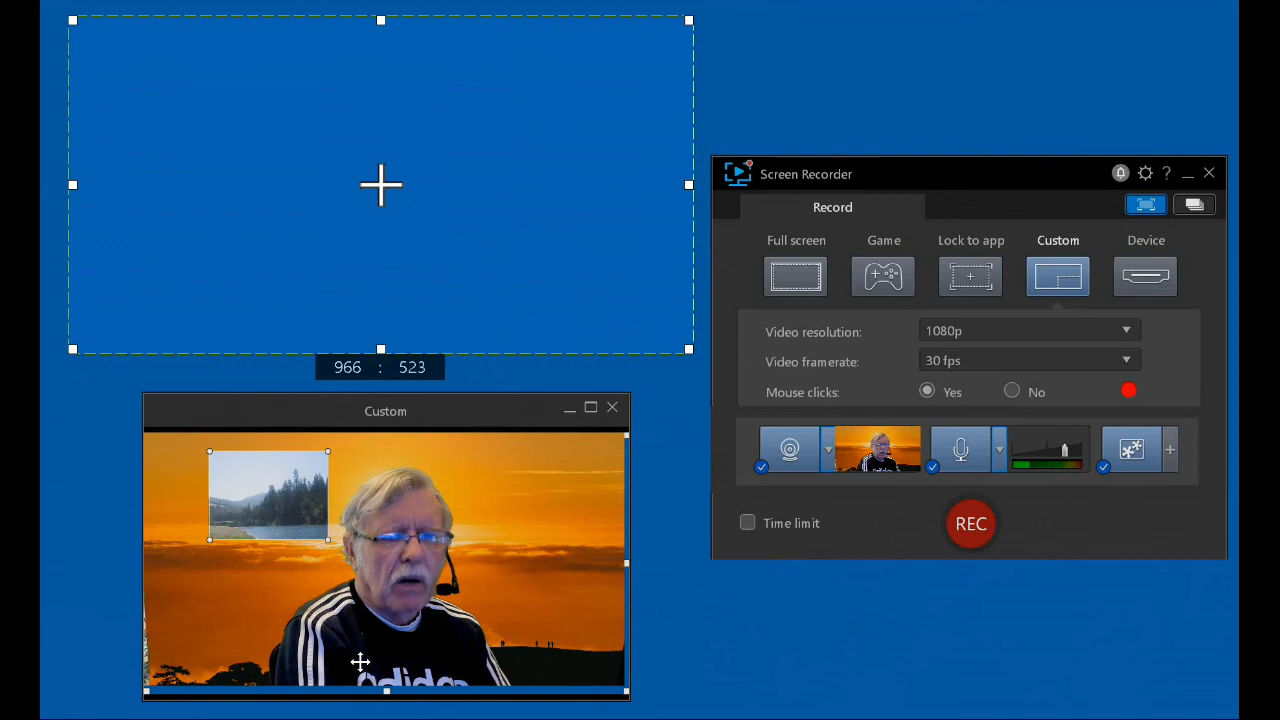 Screen Recorder
?
Record
Full screen
Game
Lock to app
Custom
Device
Video resolution:
1080p
Video framerate:
30 fps
Mouse clicks:
Yes
No
Time limit
REC
966 : 523
Custom
adidas